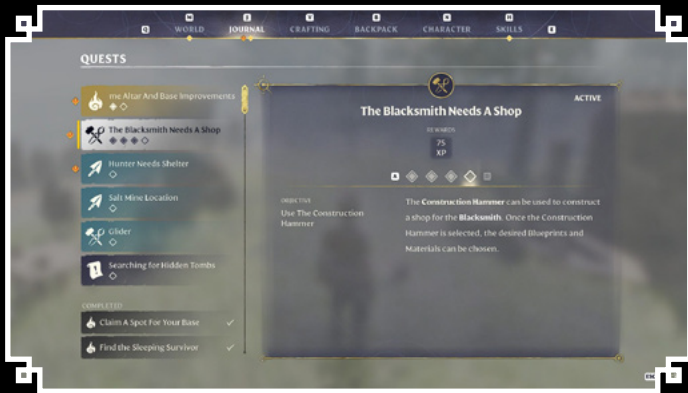 WORLD
JOURNAL
CRAFTING
BACKPACK
CHARACTER
SKILLS
QUESTS
me Altar And Base Improvements
The Blacksmith Needs A Shop
Hunter Needs Shelter
Salt Mine Location
Glider
Searching for Hidden Tombs
COMPLETED
Claim A Spot For Your Base
Find the Sleeping Survivor
ACTIVE
The Blacksmith Needs A Shop
REWARDS
75
XP
OBJECTIVE
Use The Construction
Hammer
The Construction Hammer can be used to construct
a shop for the Blacksmith. Once the Construction
Hammer is selected, the desired Blueprints and
Materials can be chosen.